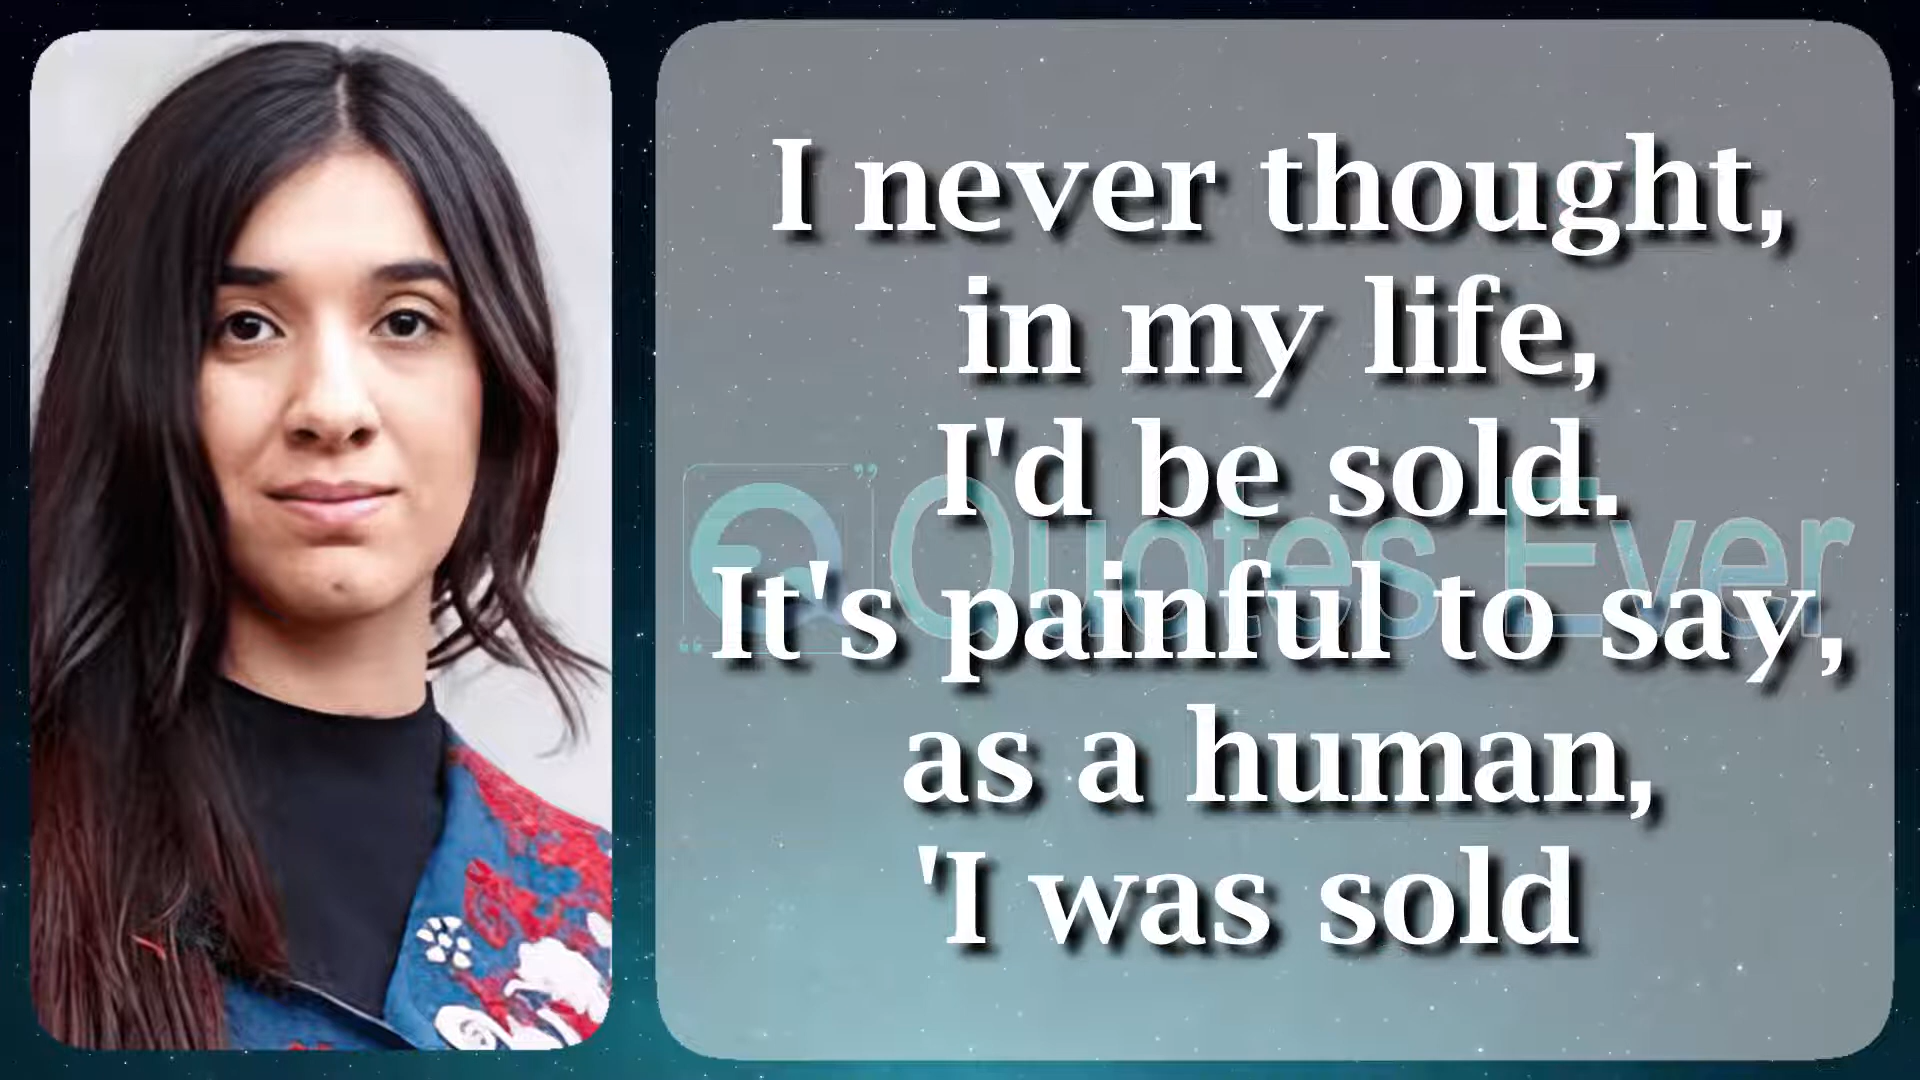 I never thought,
in my life,
I'd be sold.
Quotes Ever
It's painful to say,
as a human,
'I was sold